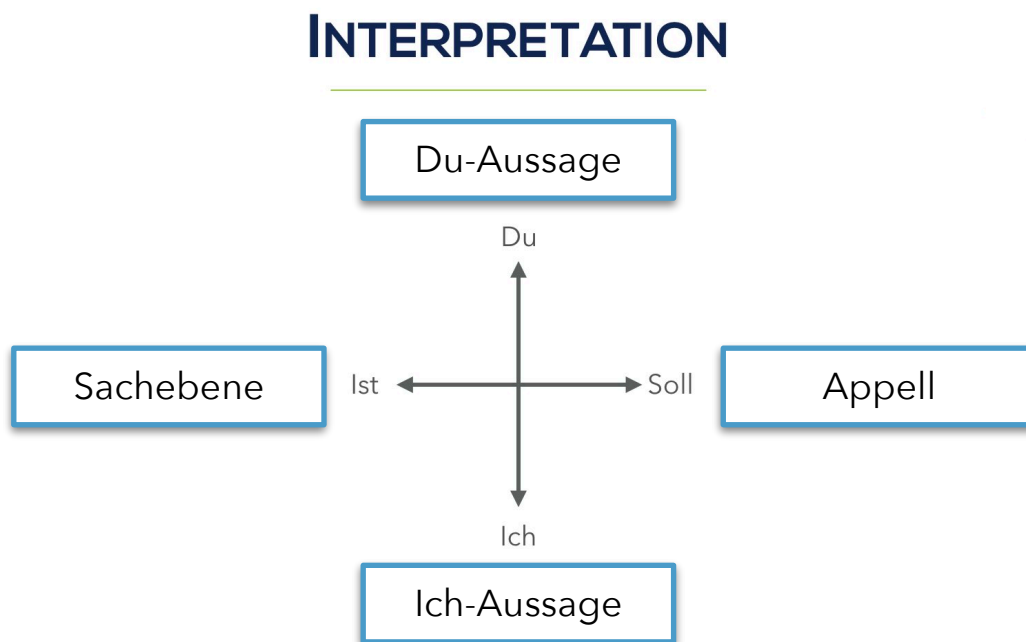 INTERPRETATION
Du-Aussage
Du
Sachebene
Ist
Soll
Appell
Ich
Ich-Aussage